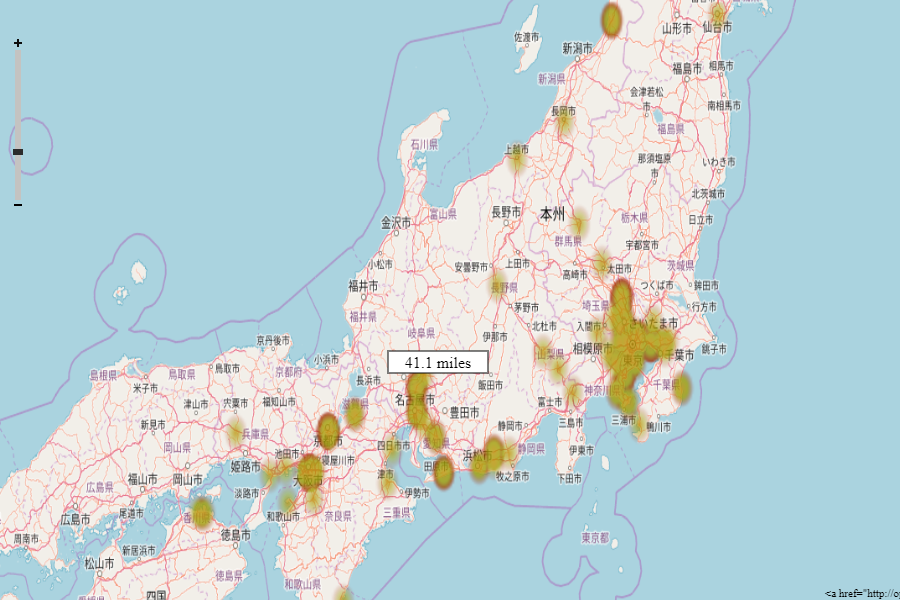 仙台市
山形市
佐渡市
新潟市
相馬市
福島市
新潟県
会津若松
市
南相馬市
長岡市
福島県
石川県
上越市
那須塩原
市
いわき市
北茨城市
富山県
長野市
本州
栃木県
日立市
金沢市
群馬県
宇都宮市
小松市
安曇野市
上田市
高崎市
太田市
茨城県
福井市
長野県
つくば市
鉾田市
茅野市
埼玉県
行方市
福井県
北杜市
入間市
さいたま市
岐阜県
伊那市
京丹後市
相模原市
銚子市
山梨県
東京
千葉市
小浜市
41.1 miles
島根県
鳥取県
鳥取市
京都府
長浜市
飯田市
米子市
千葉県
神奈川県
津山市
宍粟市
福知山市
滋賀県
名古屋市
富士市
豊田市
新見市
三島市
三浦市
鴨川市
静岡市
兵庫県
京都市
岡山県
四日市市
愛知県
静岡県
伊東市
池田市
寝屋川市
浜松市
姫路市
田原
福山市
岡山市
大阪市
津市
牧之原市
下田市
広島県
淡路市
伊勢市
尾道市
広島市
香川県
和歌山市
奈良県
三重県
周南市
徳島市
東京都
新居浜市
松山市
徳島県
和歌山県
四国
+
−
<a href="http://o